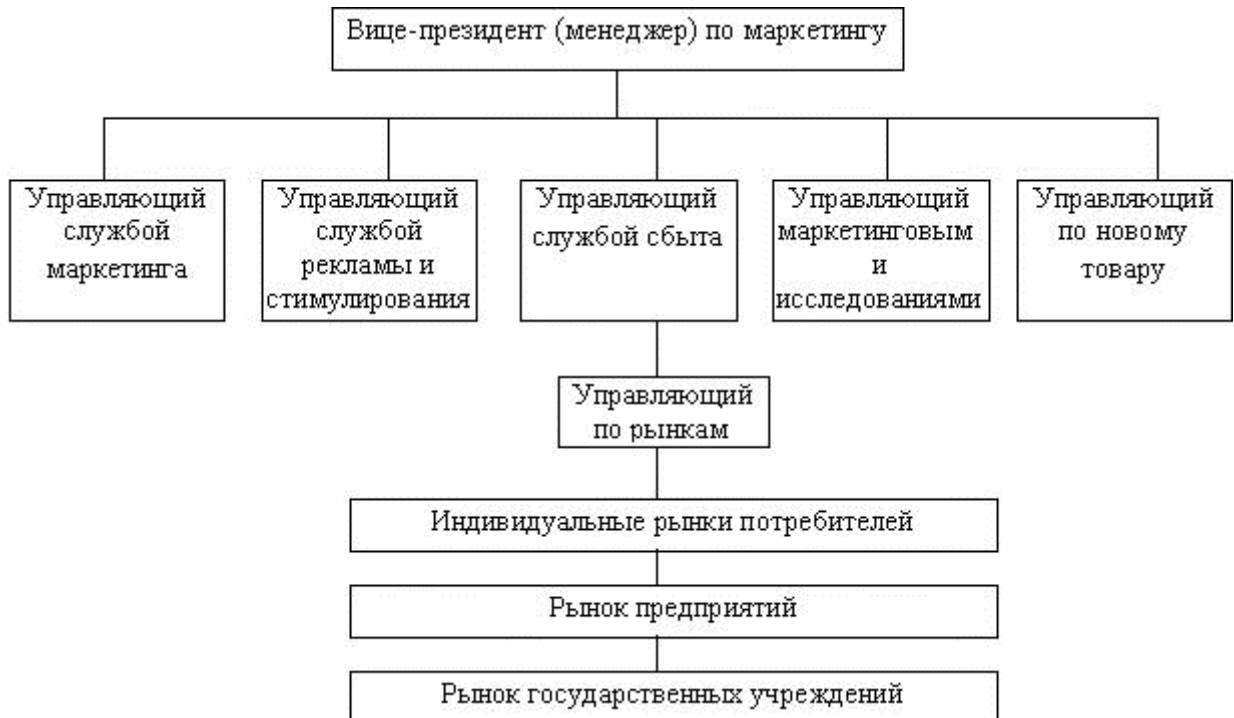 Вице-президент (менеджер) по маркетингу
Управляющий
службой
маркетинга
Управляющий
службой
рекламы и
стимулирования
Управляющий
службой сбыта
Управляющий
маркетинговым
и
исследованиями
Управляющий
по новому
товару
Управляющий
по рынкам
Индивидуальные рынки потребителей
Рынок предприятий
Рынок государственных учреждений